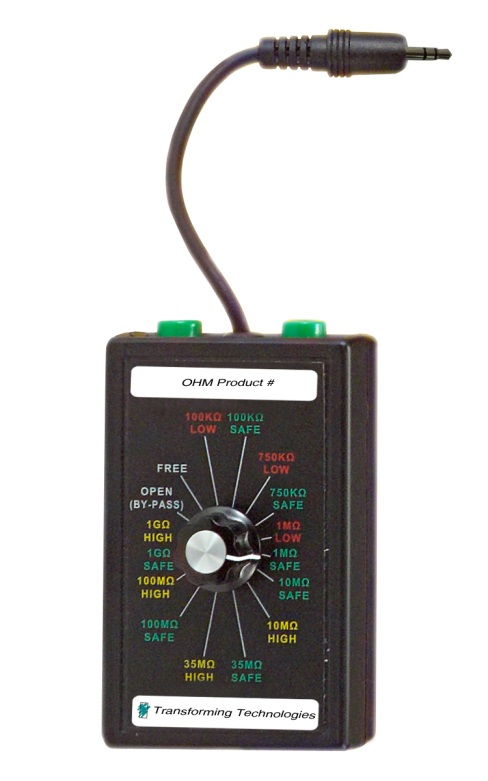 OHM Product #
100KΩ LOW
100KΩ SAFE
750KΩ LOW
FREE
750KΩ SAFE
OPEN (BY-PASS)
1GΩ HIGH
1MΩ LOW
1GΩ SAFE
1MΩ SAFE
100MΩ HIGH
10MΩ SAFE
100MΩ SAFE
10MΩ HIGH
35MΩ HIGH
35MΩ SAFE
Transforming Technologies